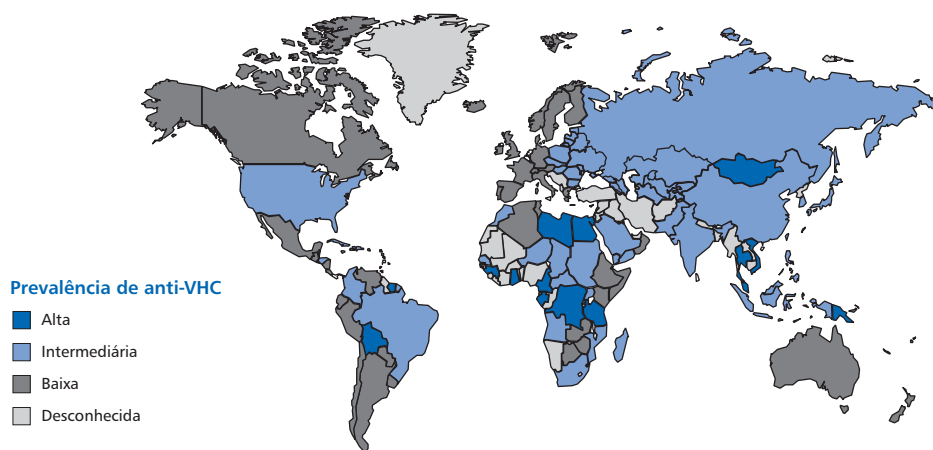 Prevalência de anti-VHC
Alta
Intermediária
Baixa
Desconhecida